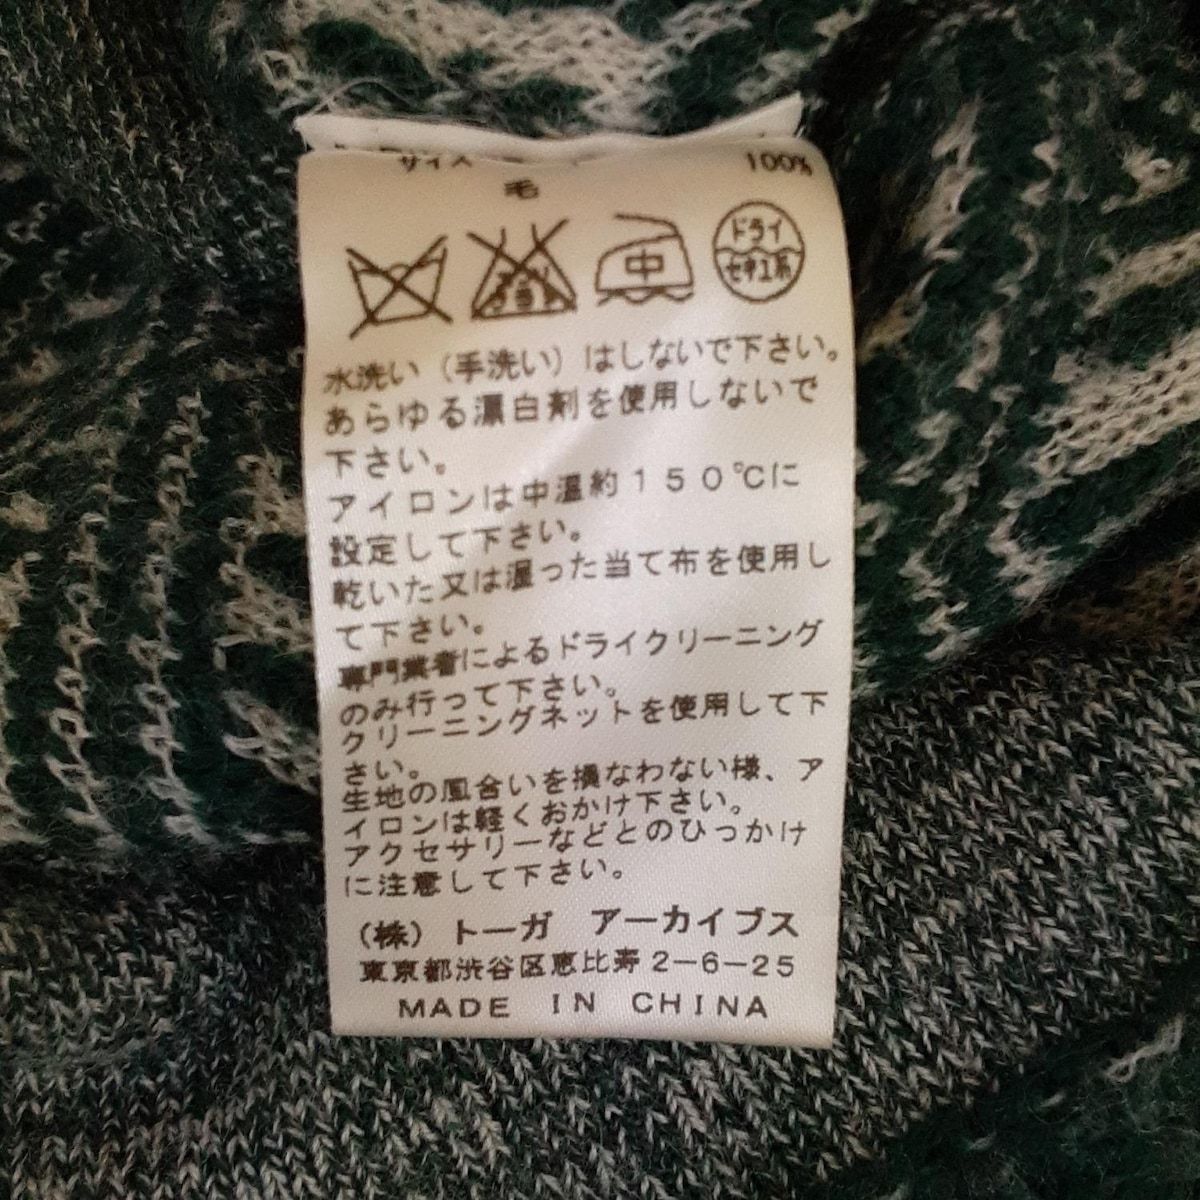 サイズ
毛 100%
エンソサラシ
中
ドライ
セキユ系
水洗い（手洗い）はしないで下さい。
あらゆる漂白剤を使用しないで
下さい。
アイロンは中温約１５０℃に
設定して下さい。
乾いた又は湿った当て布を使用し
て下さい。
専門業者によるドライクリーニング
のみ行って下さい。
クリーニングネットを使用して下
さい。
生地の風合いを損なわない様、ア
イロンは軽くおかけ下さい。
アクセサリーなどとのひっかけ
に注意して下さい。
（株）トーガ アーカイブス
東京都渋谷区恵比寿2-6-25
MADE IN CHINA